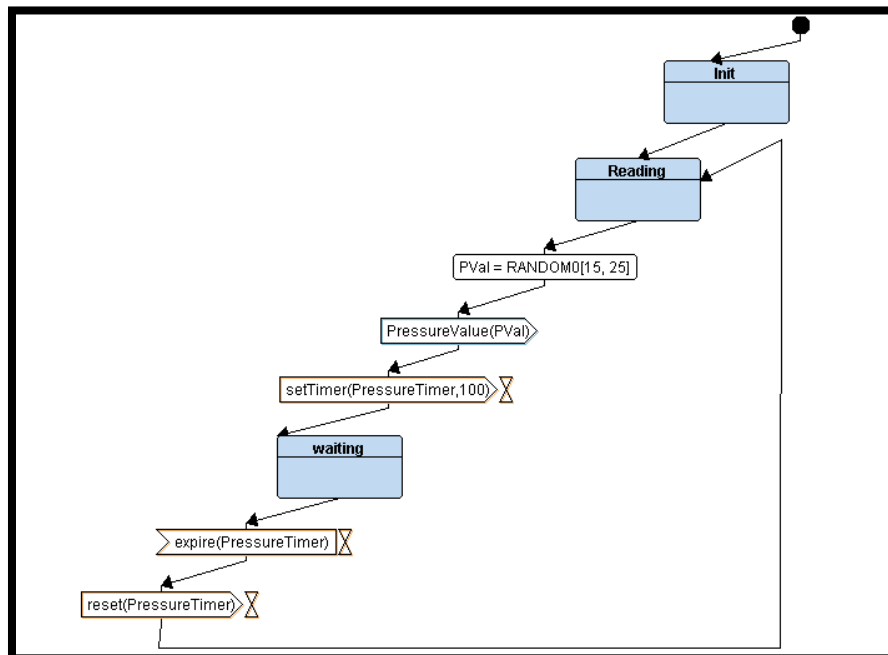 Init
Reading
PVal = RANDOM0[15, 25]
PressureValue(PVal)
setTimer(PressureTimer,100)
waiting
expire(PressureTimer)
reset(PressureTimer)